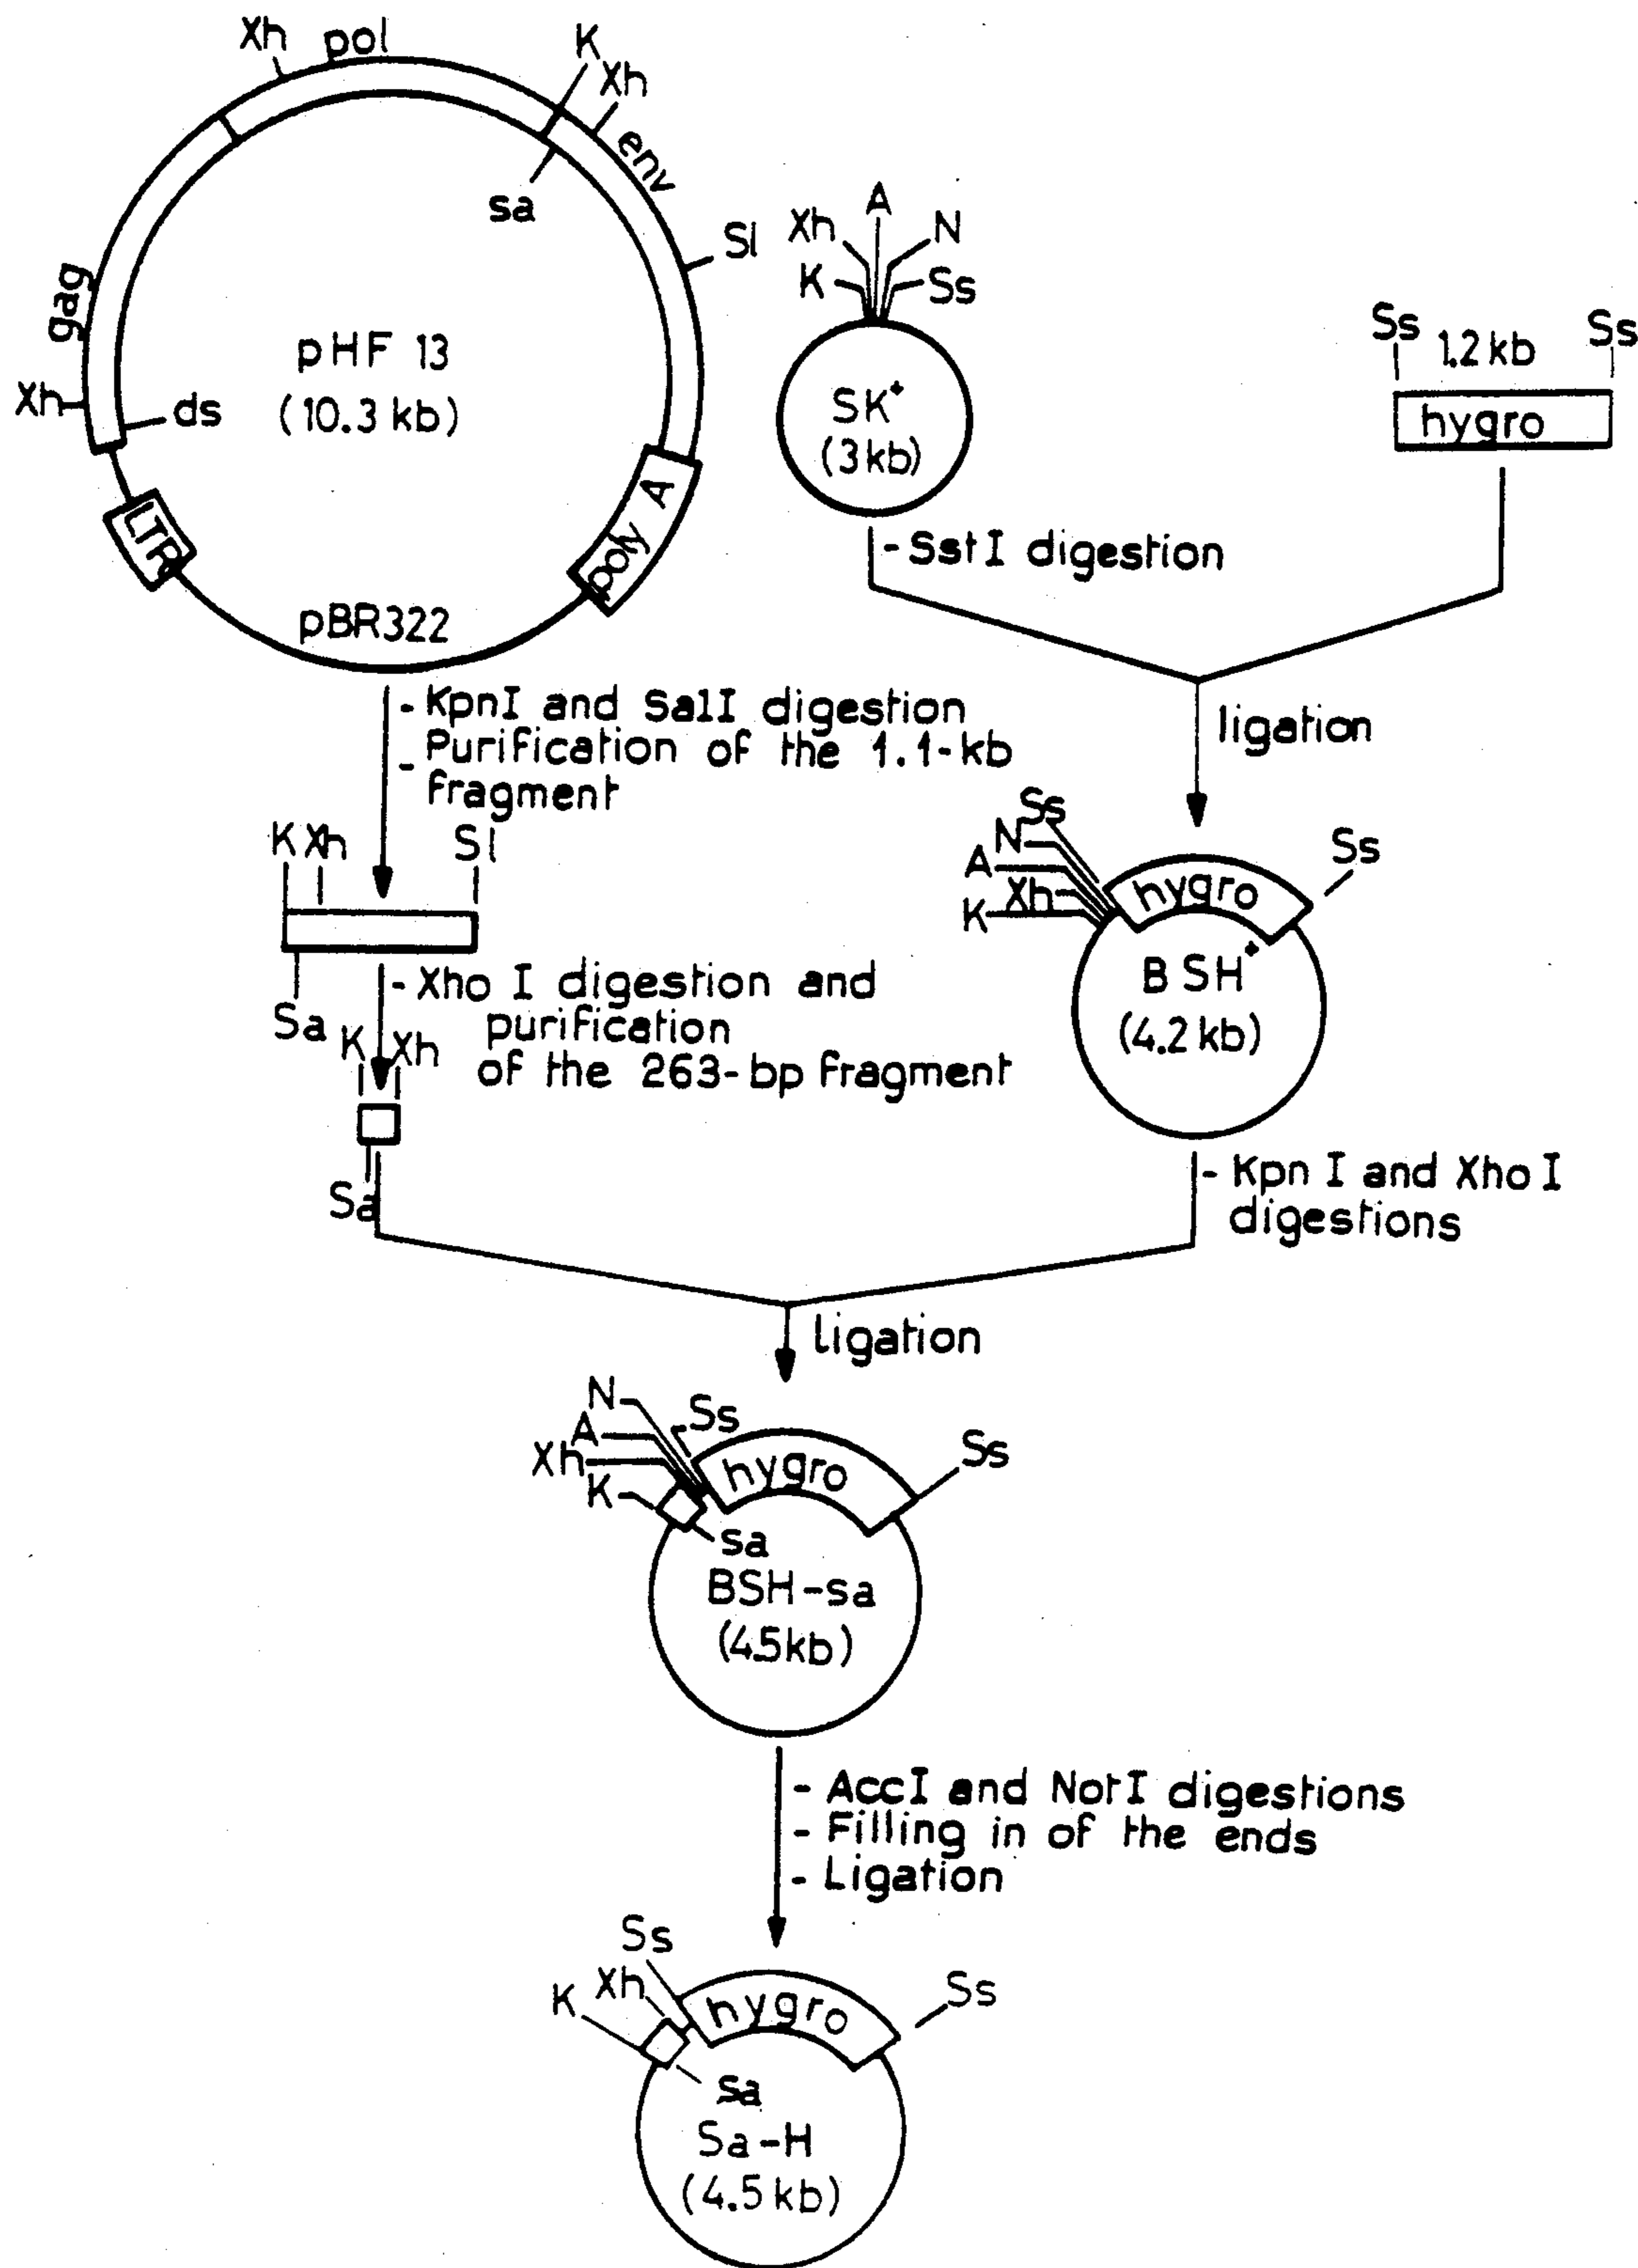 Xh pol
K
Xh
env
sa
Sl
gag
pHF 13
(10.3 kb)
Xh
ds
LTR
poly A
pBR322
A
Xh
N
K
Ss
SK+
(3kb)
Ss
1.2 kb
Ss
hygro
- SstI digestion
- KpnI and SalI digestion
- Purification of the 1.1-kb
fragment
ligation
K Xh
Sl
Sa
Ss
N
A
Xh
K
hygro
Ss
BSH+
(4.2 kb)
- Xho I digestion and
purification
of the 263-bp fragment
K
Xh
Sa
- Kpn I and Xho I
digestions
ligation
N
A
Xh
K
Ss
hygro
Ss
sa
BSH-sa
(4.5kb)
- AccI and NotI digestions
- Filling in of the ends
- Ligation
Ss
Xh
K
hygro
Ss
sa
Sa-H
(4.5 kb)